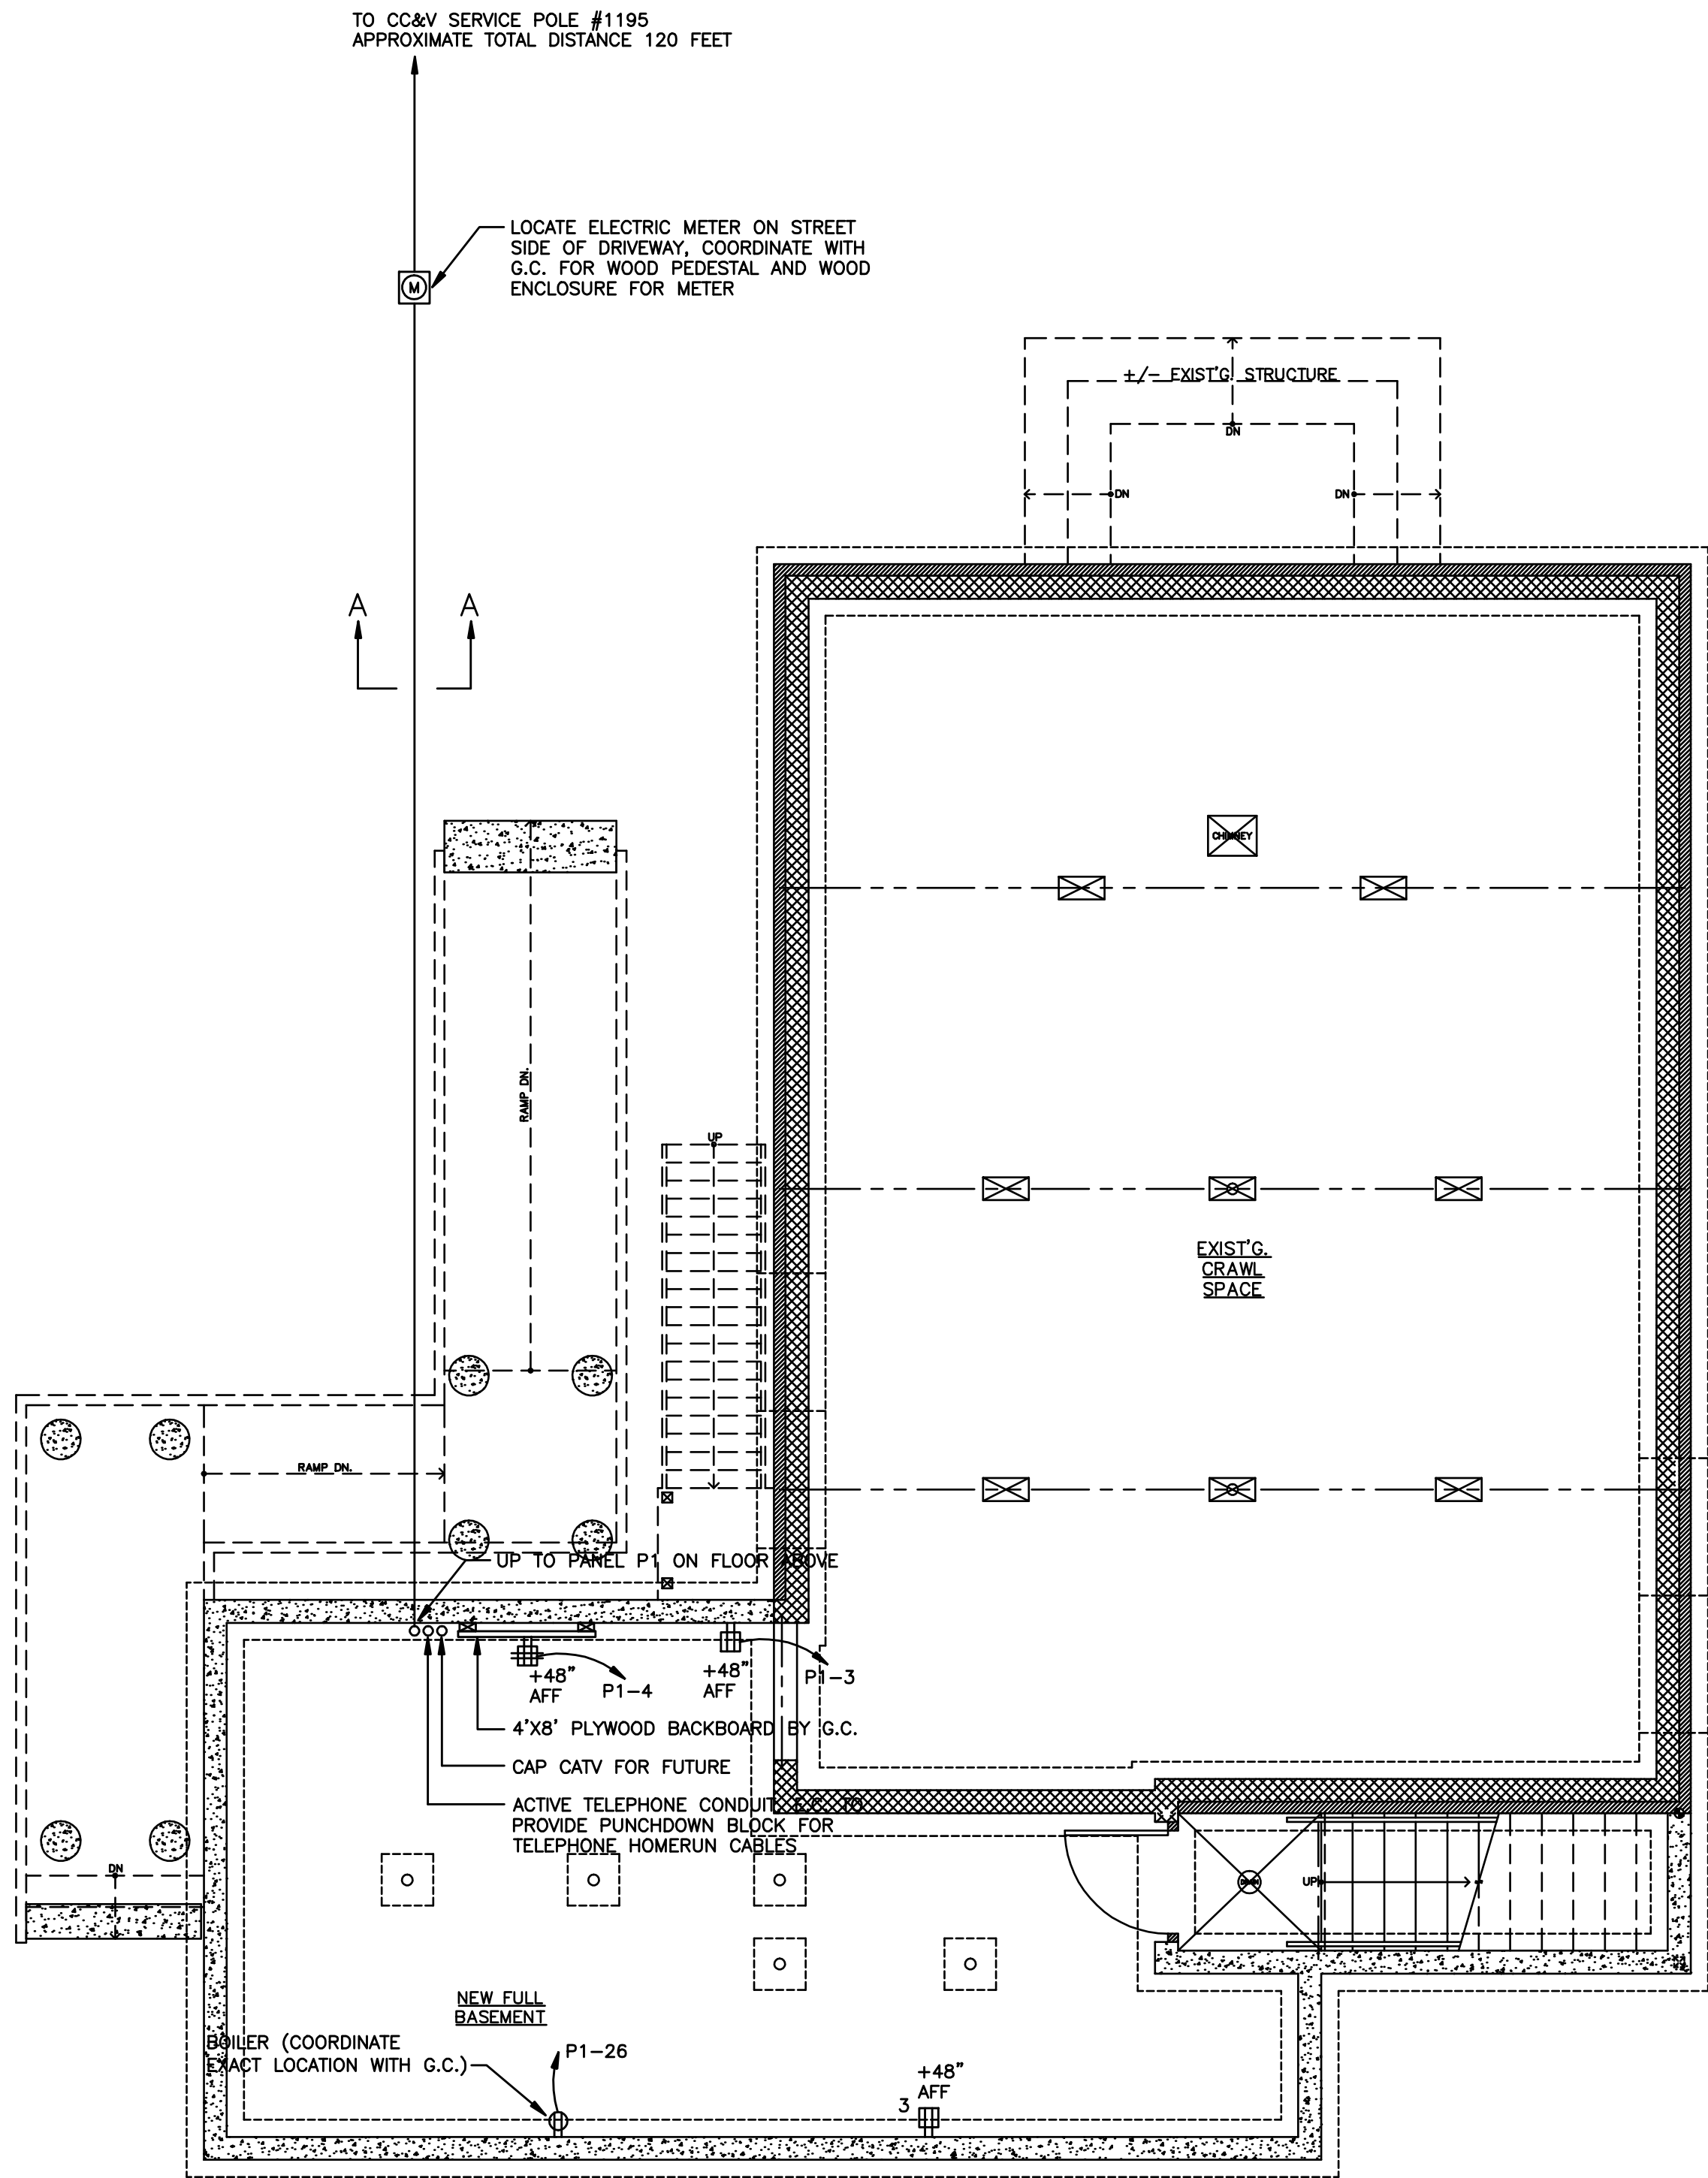 TO CC&V SERVICE POLE #1195
APPROXIMATE TOTAL DISTANCE 120 FEET
LOCATE ELECTRIC METER ON STREET
SIDE OF DRIVEWAY, COORDINATE WITH
G.C. FOR WOOD PEDESTAL AND WOOD
ENCLOSURE FOR METER
M
+/- EXIST'G. STRUCTURE
DN
DN
DN
A A
CHIMNEY
RAMP DN.
UP
EXIST'G.
CRAWL
SPACE
RAMP DN.
UP TO PANEL P1 ON FLOOR ABOVE
+48"
AFF
P1-4
+48"
AFF
P1-3
4'X8' PLYWOOD BACKBOARD BY G.C.
CAP CATV FOR FUTURE
ACTIVE TELEPHONE CONDUIT E.C. TO
PROVIDE PUNCHDOWN BLOCK FOR
TELEPHONE HOMERUN CABLES
DN
DRAIN
UP
NEW FULL
BASEMENT
BOILER (COORDINATE
EXACT LOCATION WITH G.C.)
P1-26
+48"
AFF
3